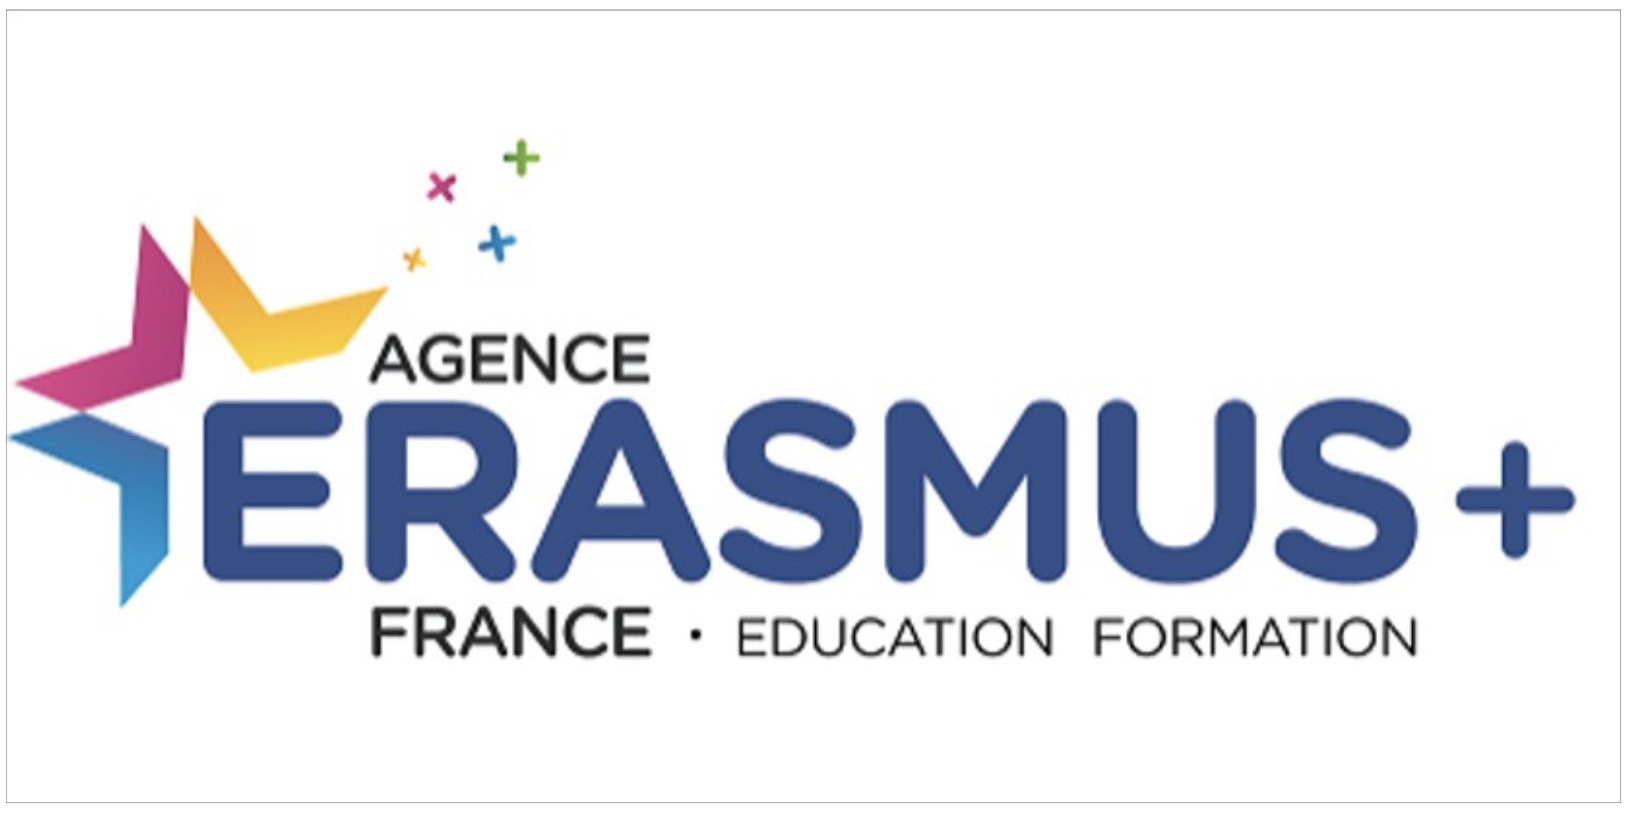 AGENCE
ERASMUS+
FRANCE · EDUCATION FORMATION